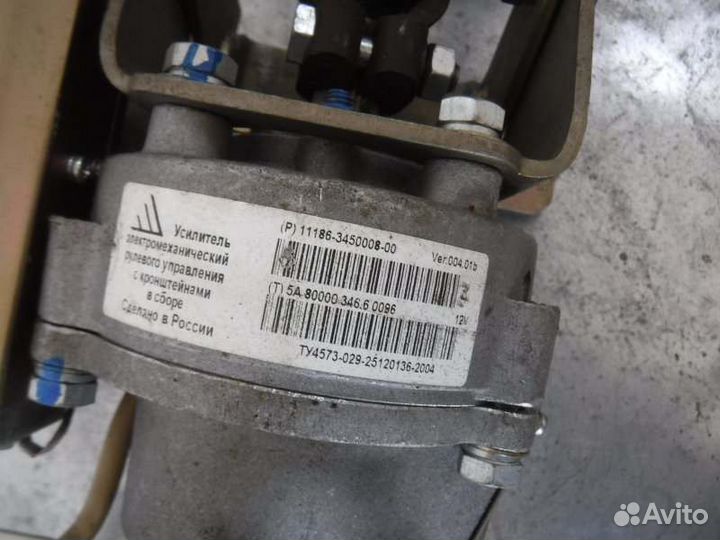 Усилитель
электромеханический
рулевого управления
с кронштейнами
в сборе
Сделано в России
(P) 11186-3450008-00
Ver.004.01b
(T) 5A 80000 346.6 0096
12V
ТУ4573-029-25120136-2004
Avito